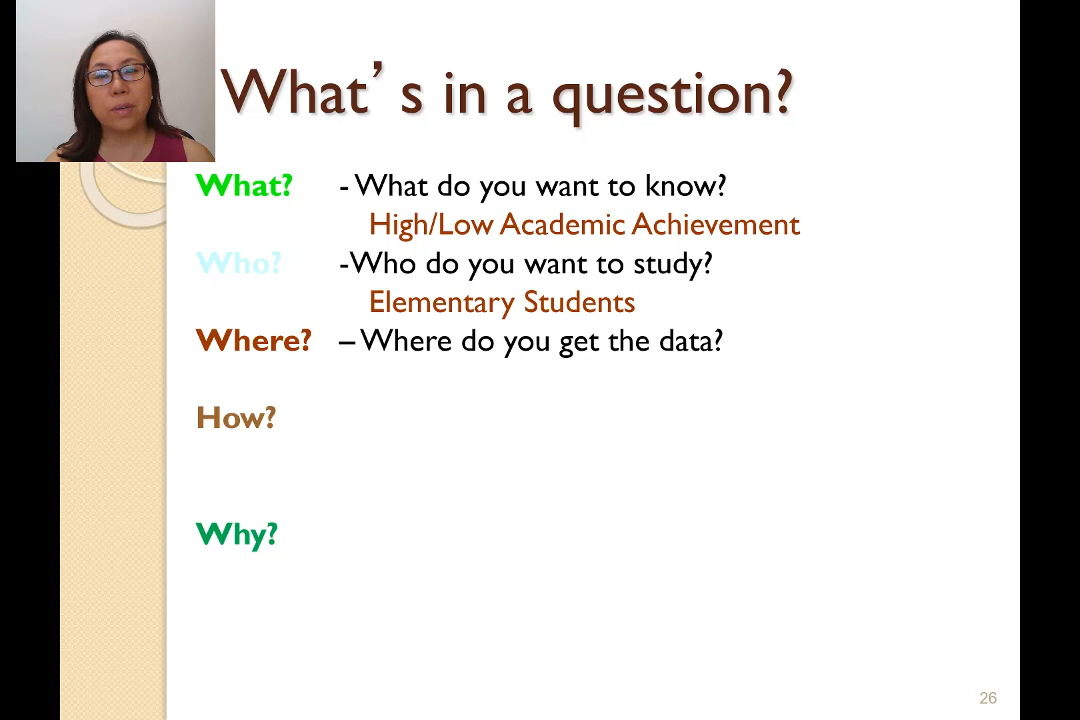 What's in a question?
What? - What do you want to know?
High/Low Academic Achievement
Who? -Who do you want to study?
Elementary Students
Where? – Where do you get the data?
How?
Why?
26